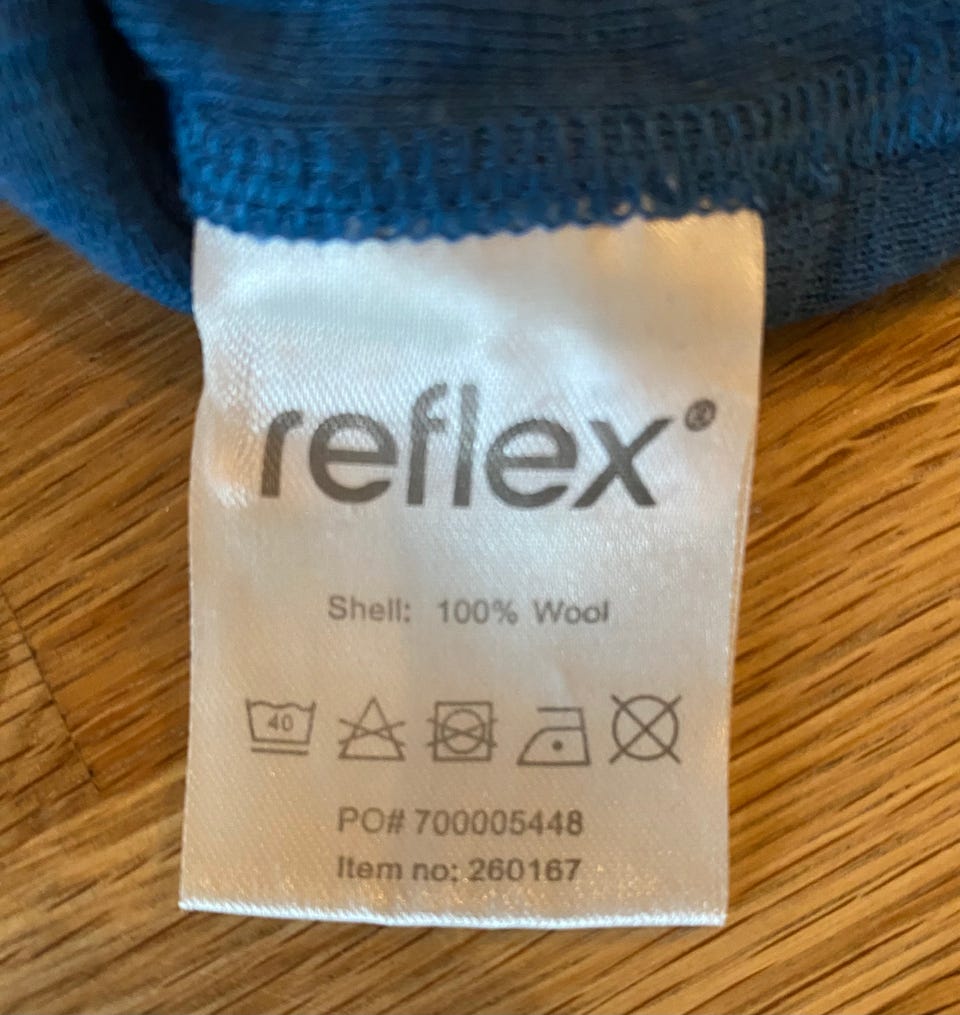 reflex®
Shell: 100% Wool
40
PO# 700005448
Item no: 260167